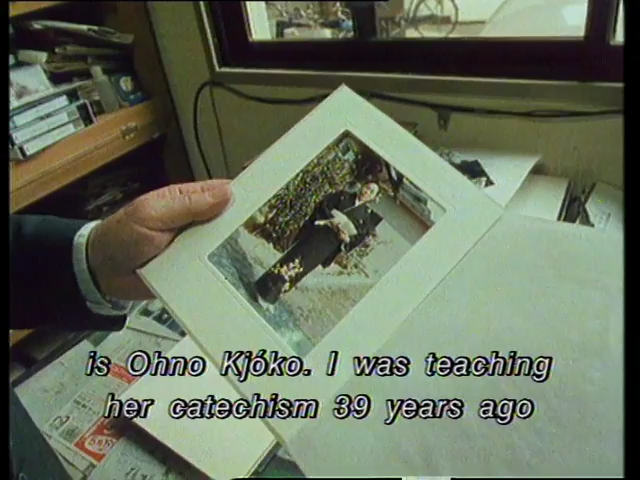 is Ohno Kjóko. I was teaching
her catechism 39 years ago